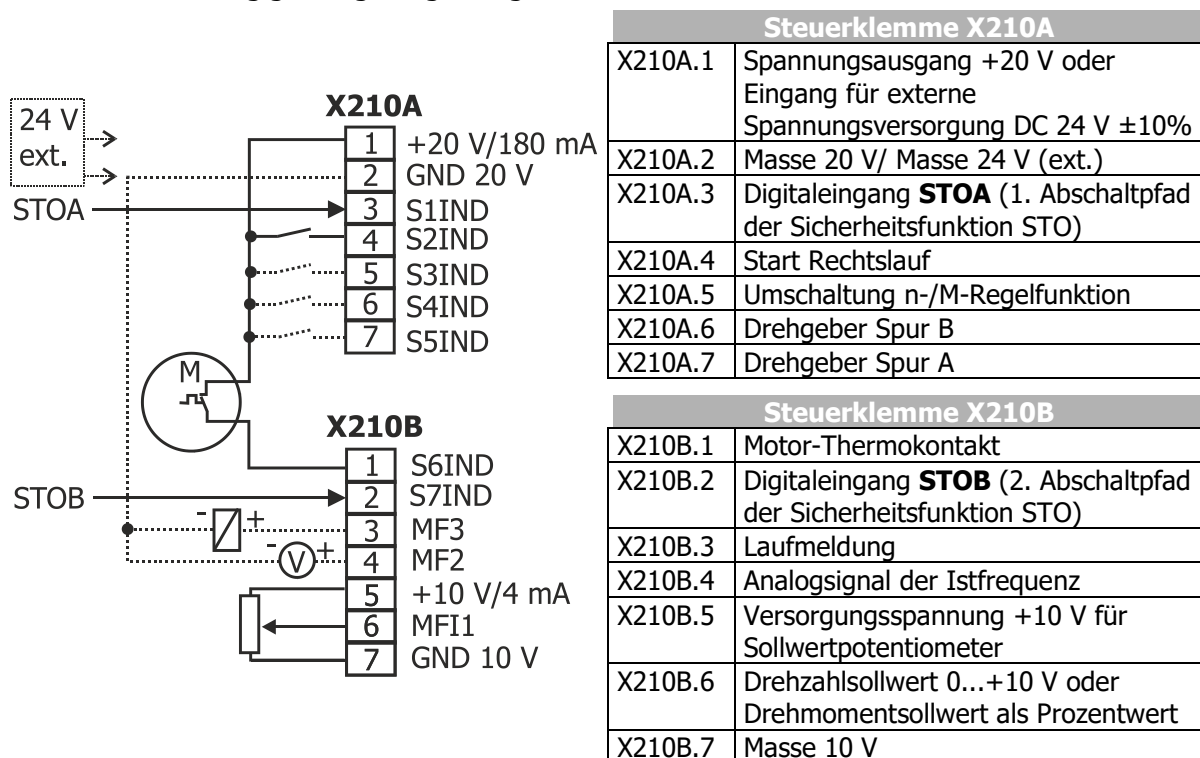 24 V
ext.
STOA
X210A
1 +20 V/180 mA
2 GND 20 V
3 S1IND
4 S2IND
5 S3IND
6 S4IND
7 S5IND
M
X210B
1 S6IND
STOB
2 S7IND
- + 3 MF3
- V + 4 MF2
5 +10 V/4 mA
6 MFI1
7 GND 10 V
Steuerklemme X210A
X210A.1 Spannungsausgang +20 V oder
Eingang für externe
Spannungsversorgung DC 24 V ±10%
X210A.2 Masse 20 V/ Masse 24 V (ext.)
X210A.3 Digitaleingang STOA (1. Abschaltpfad
der Sicherheitsfunktion STO)
X210A.4 Start Rechtslauf
X210A.5 Umschaltung n-/M-Regelfunktion
X210A.6 Drehgeber Spur B
X210A.7 Drehgeber Spur A
Steuerklemme X210B
X210B.1 Motor-Thermokontakt
X210B.2 Digitaleingang STOB (2. Abschaltpfad
der Sicherheitsfunktion STO)
X210B.3 Laufmeldung
X210B.4 Analogsignal der Istfrequenz
X210B.5 Versorgungsspannung +10 V für
Sollwertpotentiometer
X210B.6 Drehzahlsollwert 0...+10 V oder
Drehmomentsollwert als Prozentwert
X210B.7 Masse 10 V